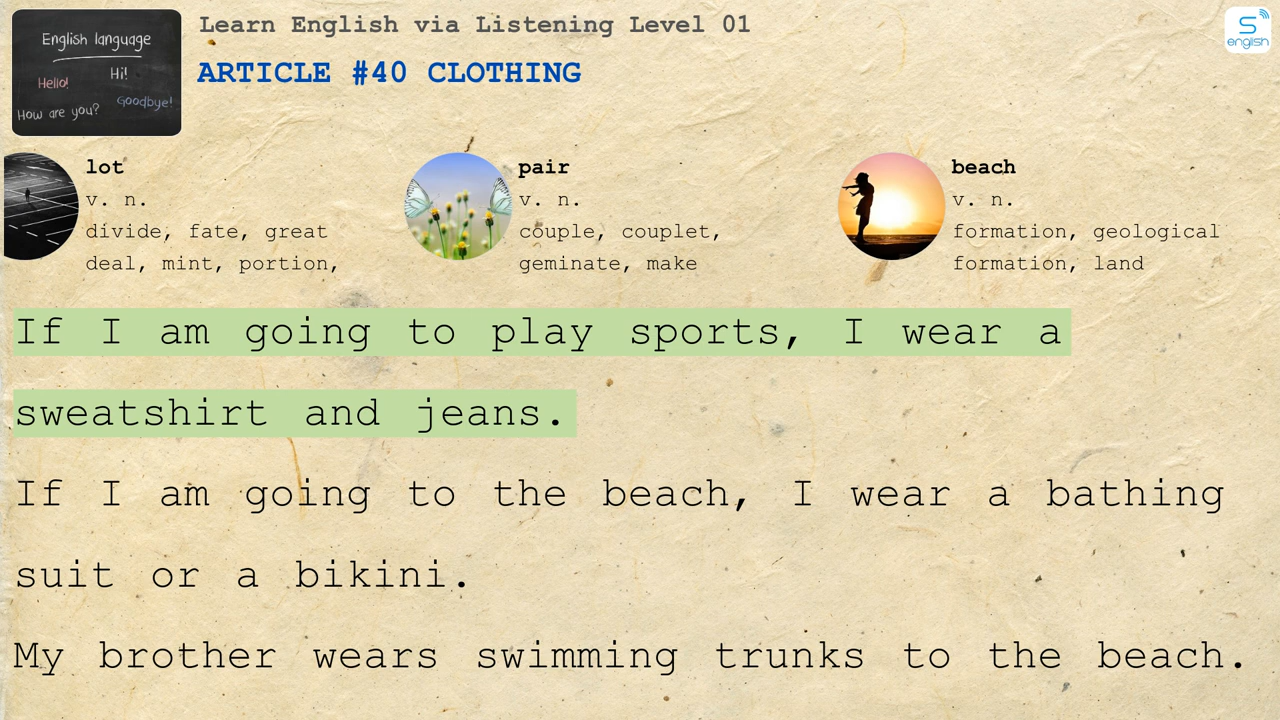 English language
Hello!
Hi!
How are you?
Goodbye!
Learn English via Listening Level 01
ARTICLE #40 CLOTHING
S
english
lot
v. n.
divide, fate, great
deal, mint, portion,
pair
v. n.
couple, couplet,
geminate, make
beach
v. n.
formation, geological
formation, land
If I am going to play sports, I wear a
sweatshirt and jeans.
If I am going to the beach, I wear a bathing
suit or a bikini.
My brother wears swimming trunks to the beach.